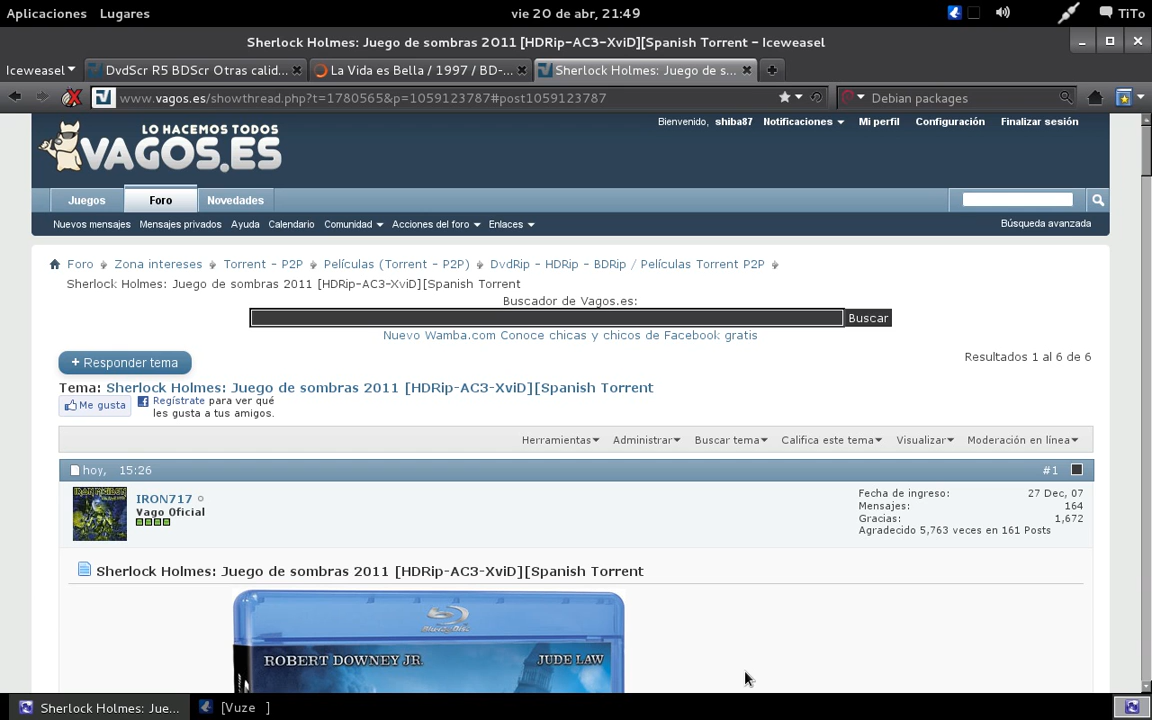 Aplicaciones Lugares vie 20 de abr, 21:49 TiTo
Sherlock Holmes: Juego de sombras 2011 [HDRip-AC3-XviD][Spanish Torrent - Iceweasel
Iceweasel DvdScr R5 BDScr Otras calid... La Vida es Bella / 1997 / BD-... Sherlock Holmes: Juego de s...
www.vagos.es/showthread.php?t=1780565&p=1059123787#post1059123787 Debian packages
Bienvenido, shiba87 Notificaciones Mi perfil Configuración Finalizar sesión
LO HACEMOS TODOS
VAGOS.ES
Juegos Foro Novedades
Nuevos mensajes Mensajes privados Ayuda Calendario Comunidad Acciones del foro Enlaces Búsqueda avanzada
Foro Zona intereses Torrent - P2P Películas (Torrent - P2P) DvdRip - HDRip - BDRip / Películas Torrent P2P
Sherlock Holmes: Juego de sombras 2011 [HDRip-AC3-XviD][Spanish Torrent
Buscador de Vagos.es:
Buscar
Nuevo Wamba.com Conoce chicas y chicos de Facebook gratis
+ Responder tema Resultados 1 al 6 de 6
Tema: Sherlock Holmes: Juego de sombras 2011 [HDRip-AC3-XviD][Spanish Torrent
Me gusta Regístrate para ver qué
les gusta a tus amigos.
Herramientas Administrar Buscar tema Califica este tema Visualizar Moderación en línea
hoy, 15:26 #1
IRON MAIDEN
IRON717
Vago Oficial
Fecha de ingreso: 27 Dec, 07
Mensajes: 164
Gracias: 1,672
Agradecido 5,763 veces en 161 Posts
Sherlock Holmes: Juego de sombras 2011 [HDRip-AC3-XviD][Spanish Torrent
ROBERT DOWNEY JR. JUDE LAW
Sherlock Holmes: Jue... [Vuze ]